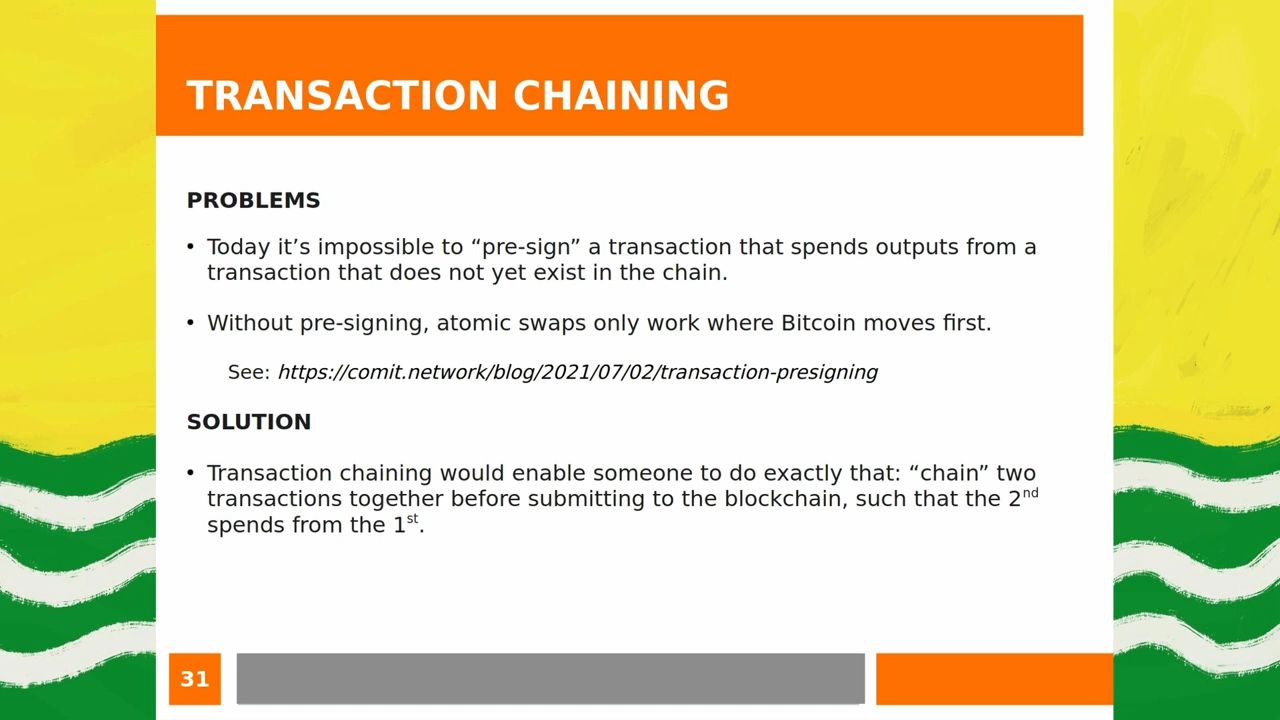 TRANSACTION CHAINING
PROBLEMS
• Today it’s impossible to “pre-sign” a transaction that spends outputs from a
transaction that does not yet exist in the chain.
• Without pre-signing, atomic swaps only work where Bitcoin moves first.
See: https://comit.network/blog/2021/07/02/transaction-presigning
SOLUTION
• Transaction chaining would enable someone to do exactly that: “chain” two
transactions together before submitting to the blockchain, such that the 2nd
spends from the 1st.
31